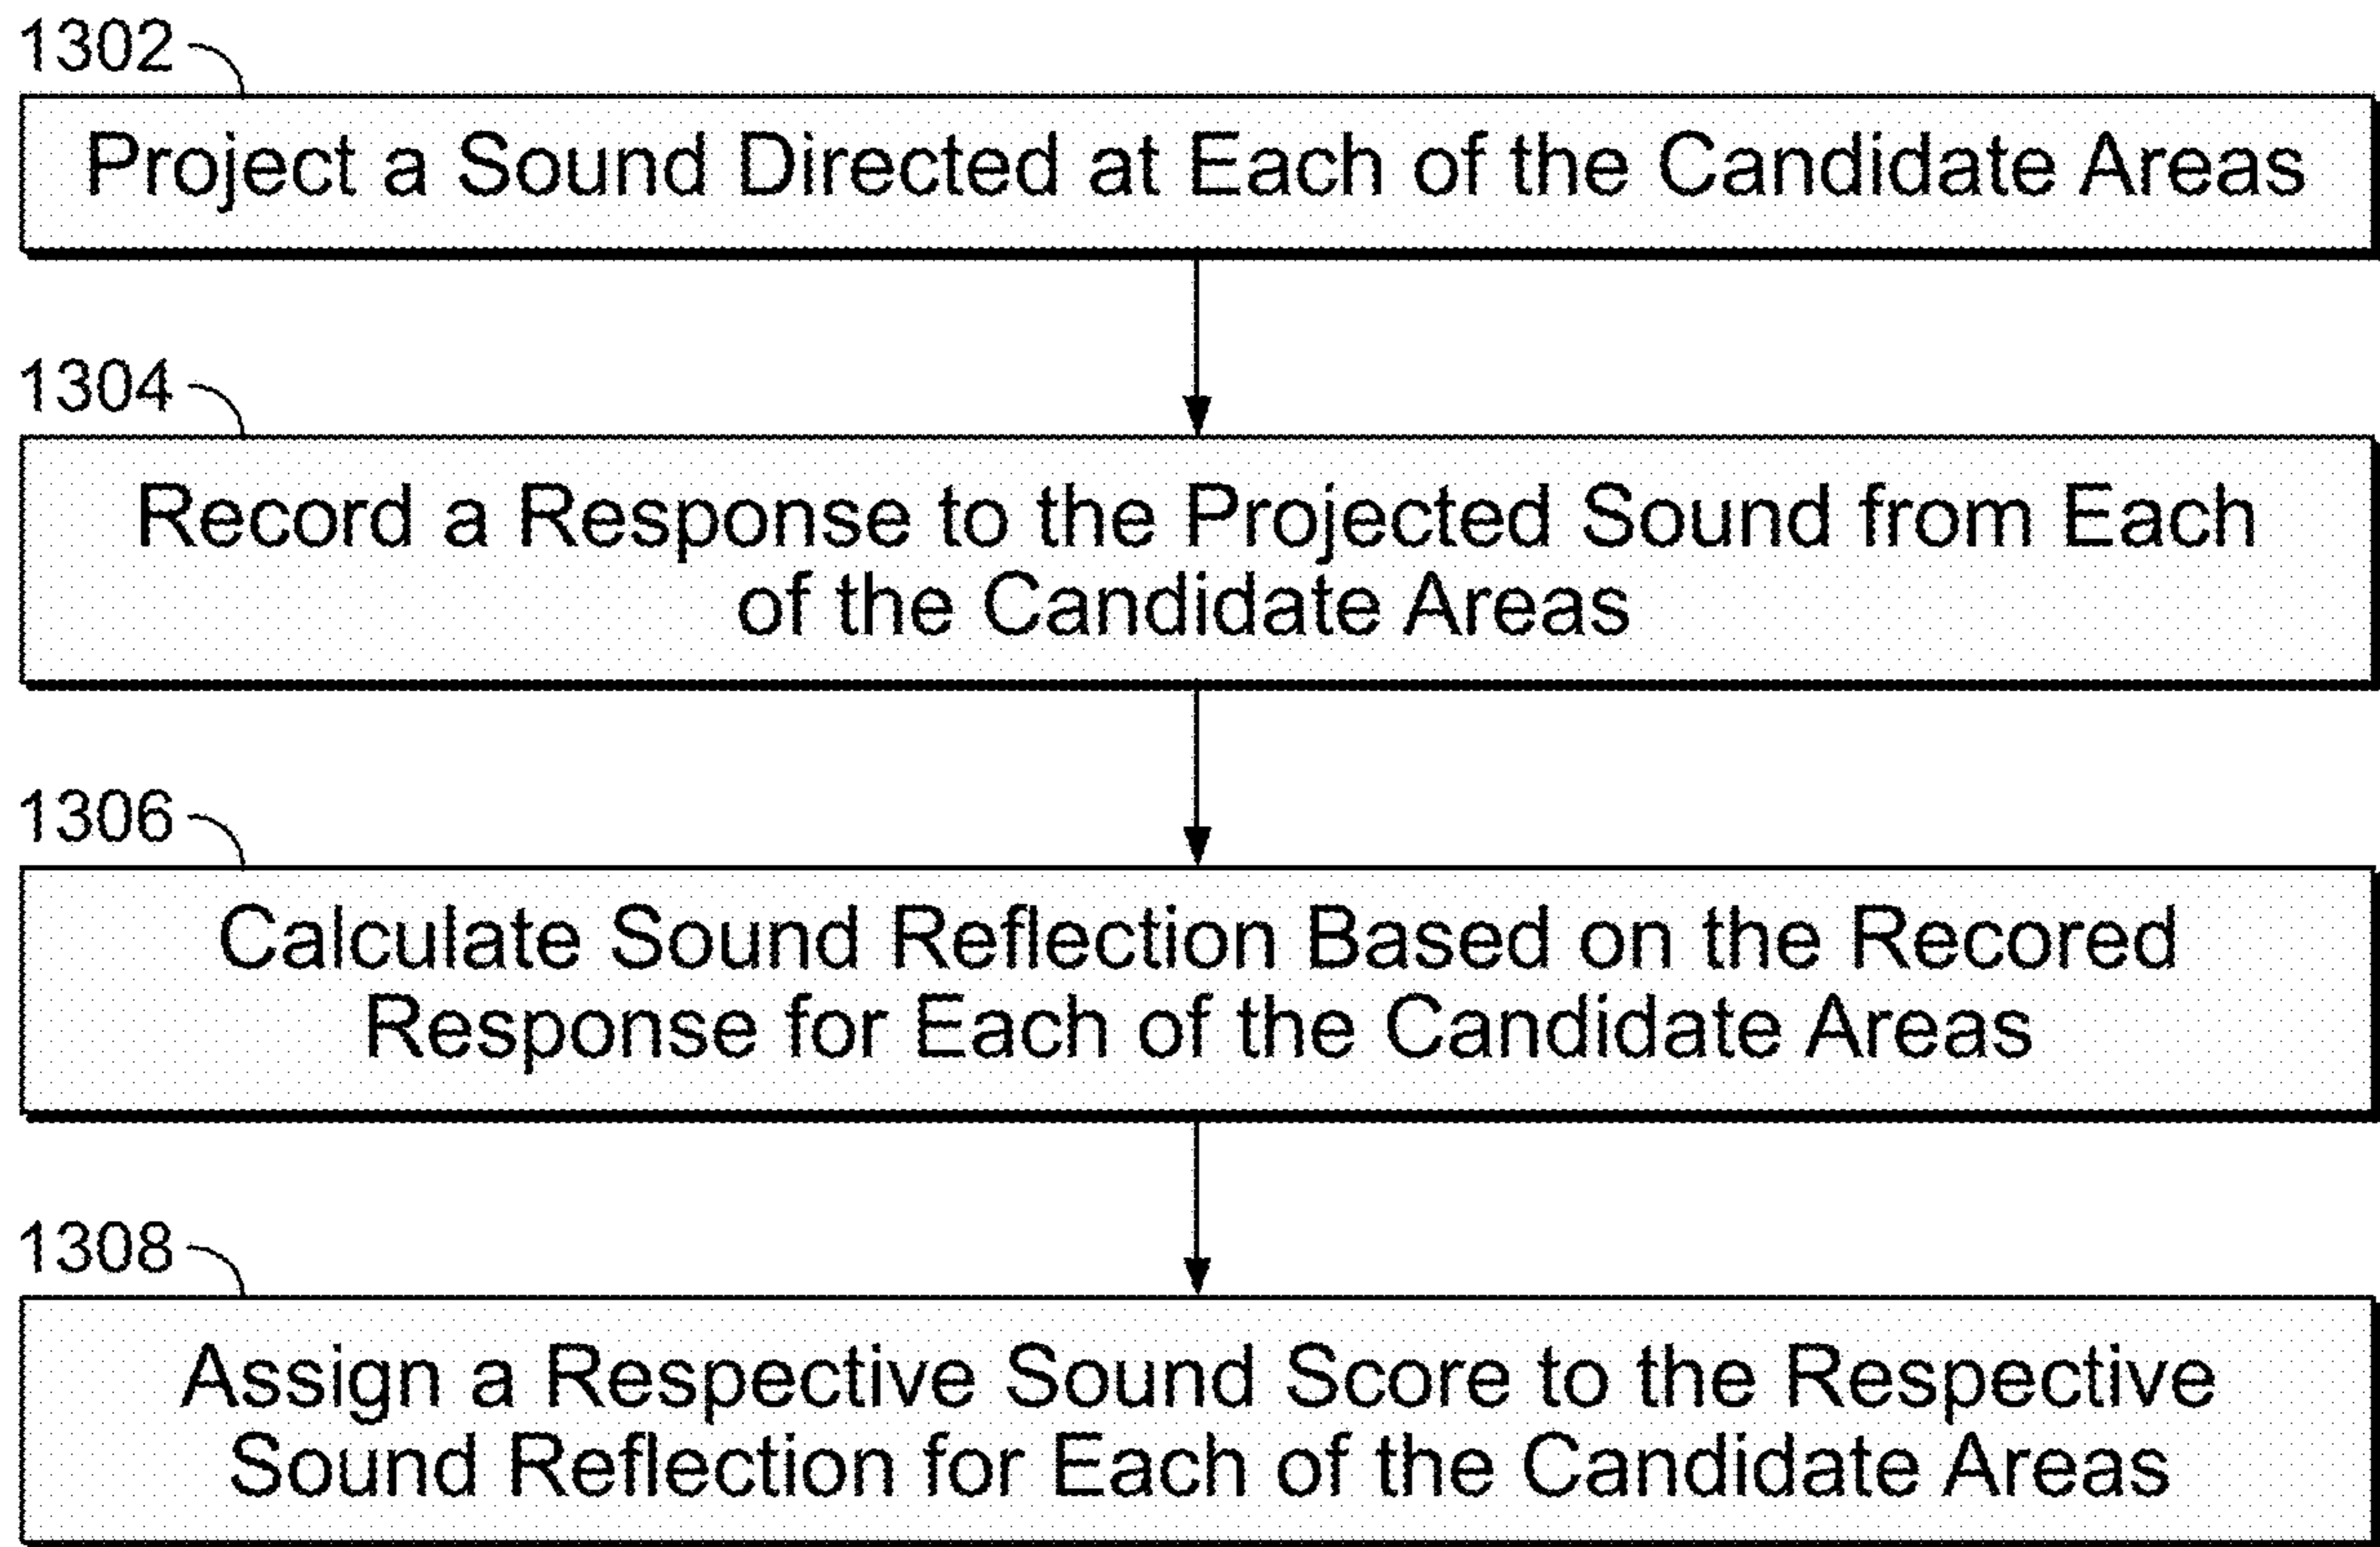 1302
Project a Sound Directed at Each of the Candidate Areas
1304
Record a Response to the Projected Sound from Each
of the Candidate Areas
1306
Calculate Sound Reflection Based on the Recored
Response for Each of the Candidate Areas
1308
Assign a Respective Sound Score to the Respective
Sound Reflection for Each of the Candidate Areas